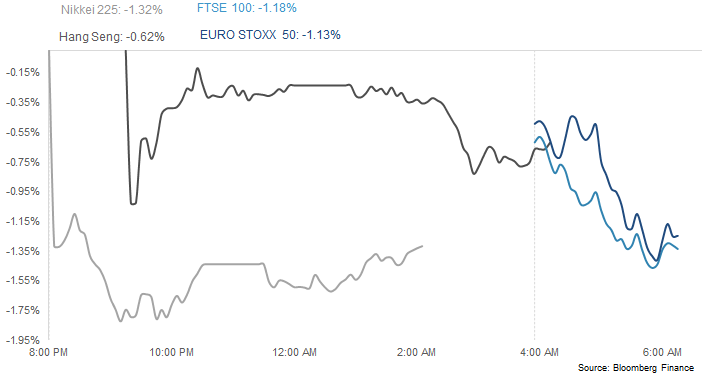 Nikkei 225: -1.32%
FTSE 100: -1.18%
Hang Seng: -0.62%
EURO STOXX 50: -1.13%
-0.15%
-0.35%
-0.55%
-0.75%
-0.95%
-1.15%
-1.35%
-1.55%
-1.75%
-1.95%
8:00 PM
10:00 PM
12:00 AM
2:00 AM
4:00 AM
6:00 AM
Source: Bloomberg Finance